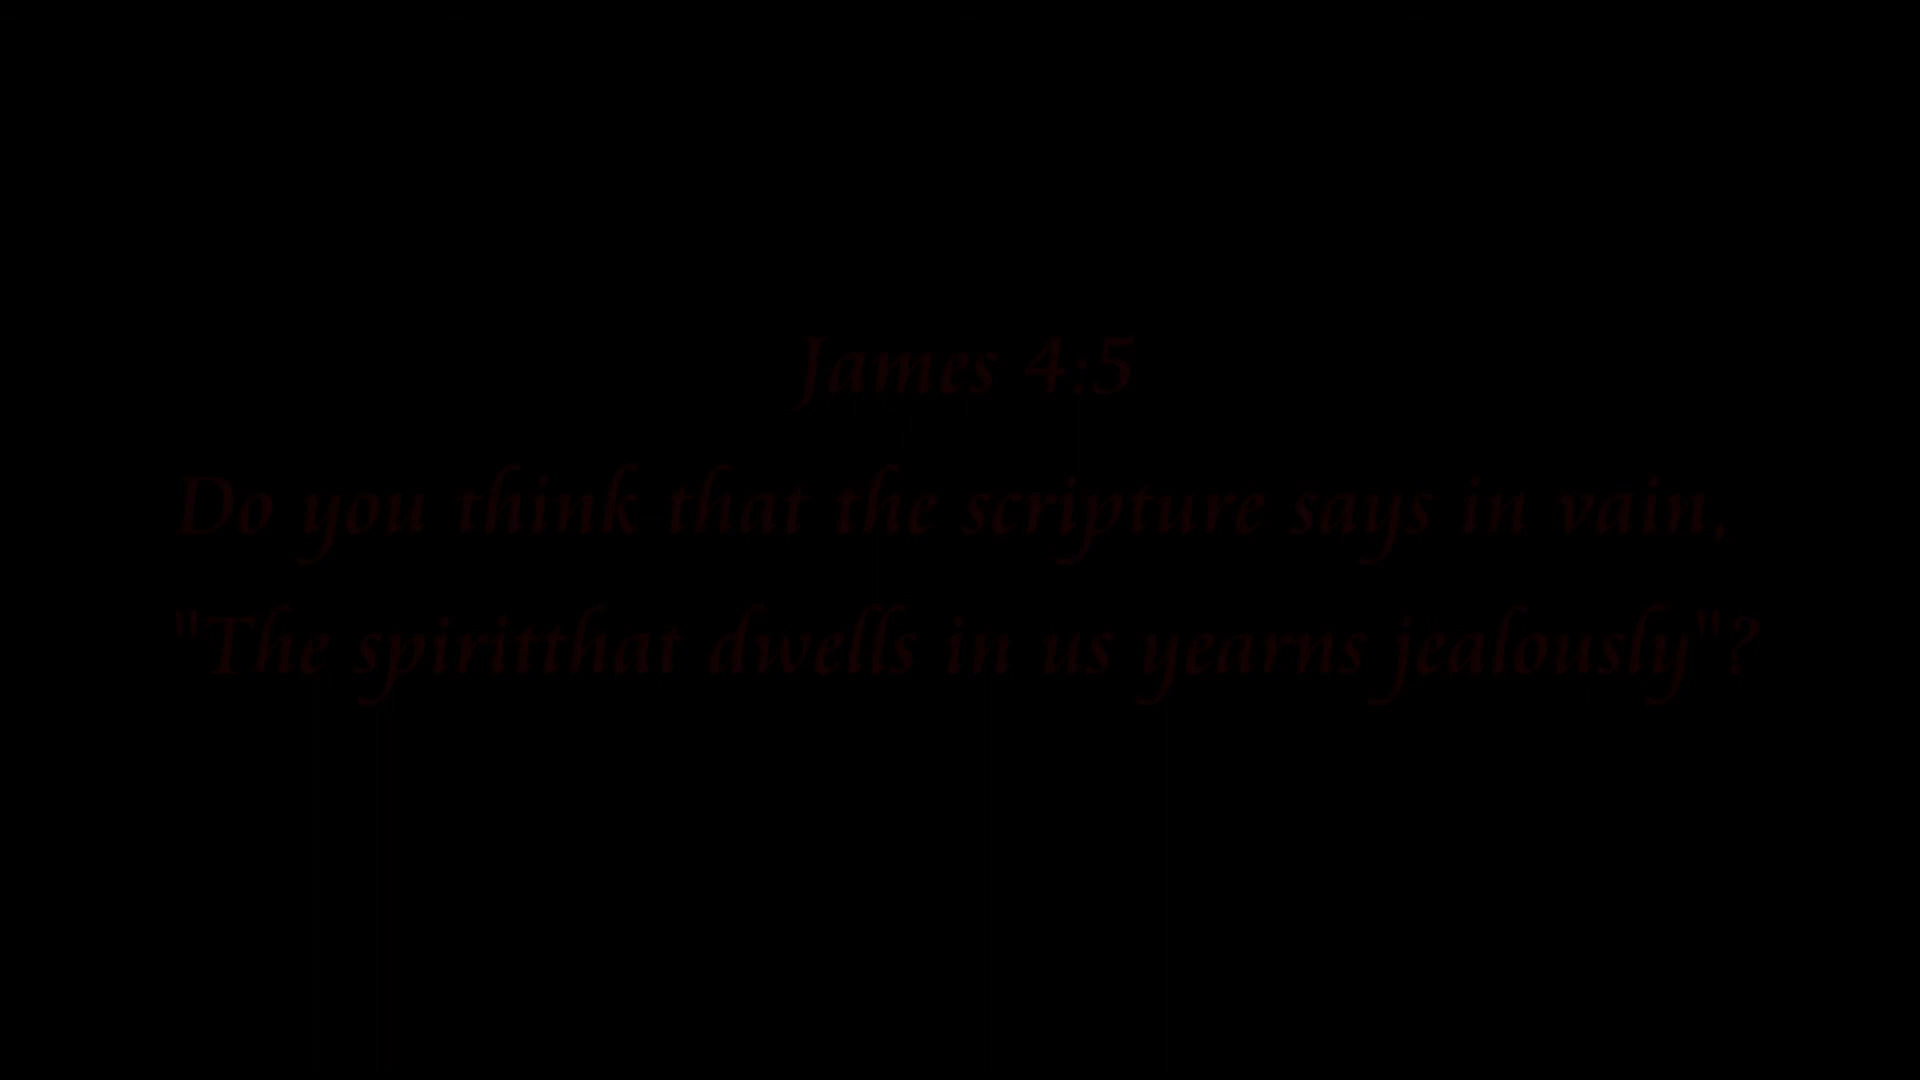 James 4:5
Do you think that the scripture says in vain,
"The spiritthat dwells in us yearns jealously"?